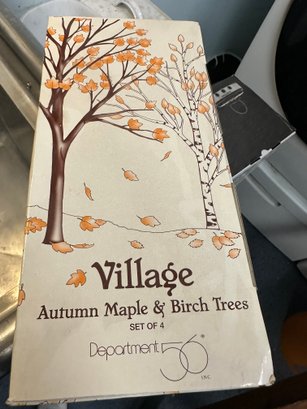 Village
Autumn Maple & Birch Trees
SET OF 4
Department 56®
INC.